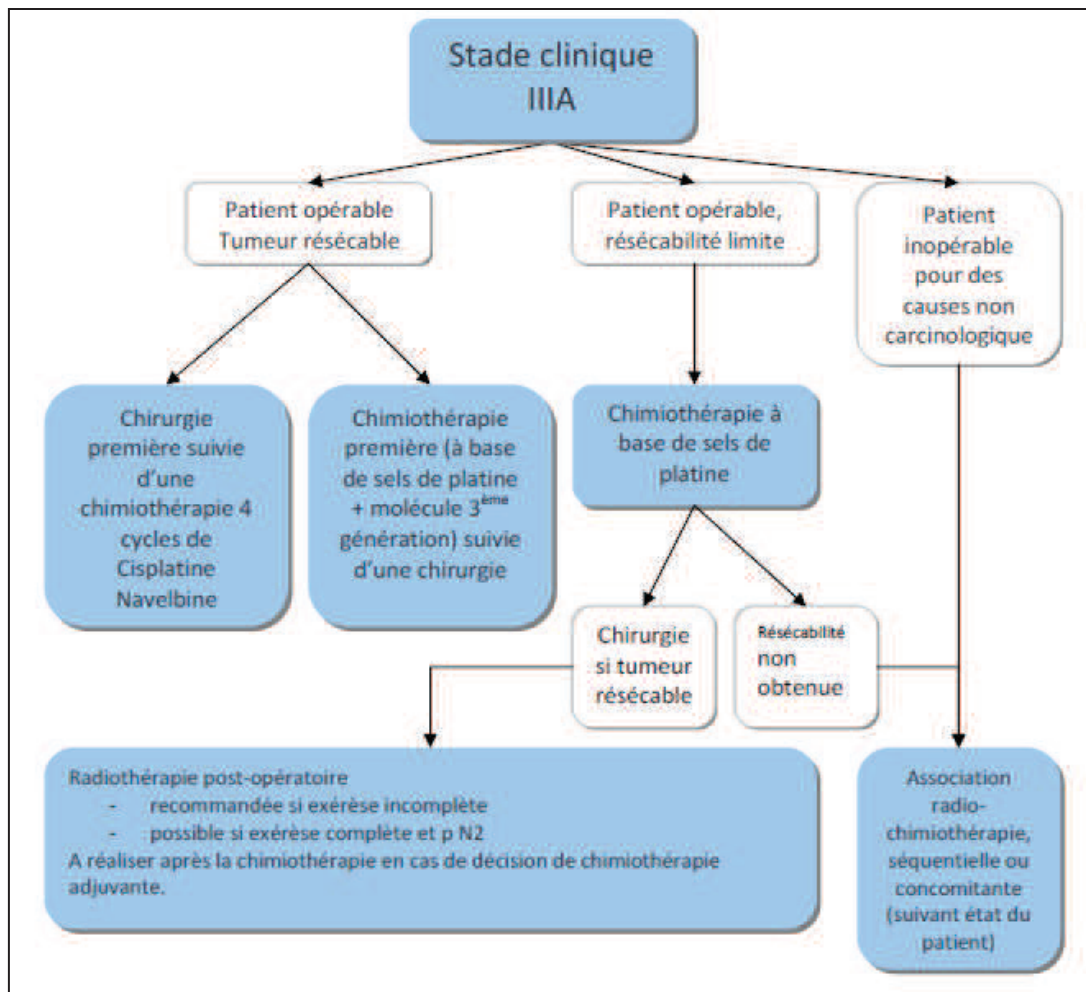 Stade clinique
IIIA
Patient opérable
Tumeur résécable
Patient opérable,
résécabilité limite
Patient
inopérable
pour des
causes non
carcinologique
Chirurgie
première suivie
d'une
chimiothérapie 4
cycles de
Cisplatine
Navelbine
Chimiothérapie
première (à base
de sels de platine
+ molécule 3ème
génération) suivie
d'une chirurgie
Chimiothérapie à
base de sels de
platine
Chirurgie
si tumeur
résécable
Résécabilité
non
obtenue
Radiothérapie post-opératoire
- recommandée si exérèse incomplète
- possible si exérèse complète et p N2
A réaliser après la chimiothérapie en cas de décision de chimiothérapie
adjuvante.
Association
radio-
chimiothérapie,
séquentielle ou
concomitante
(suivant état du
patient)